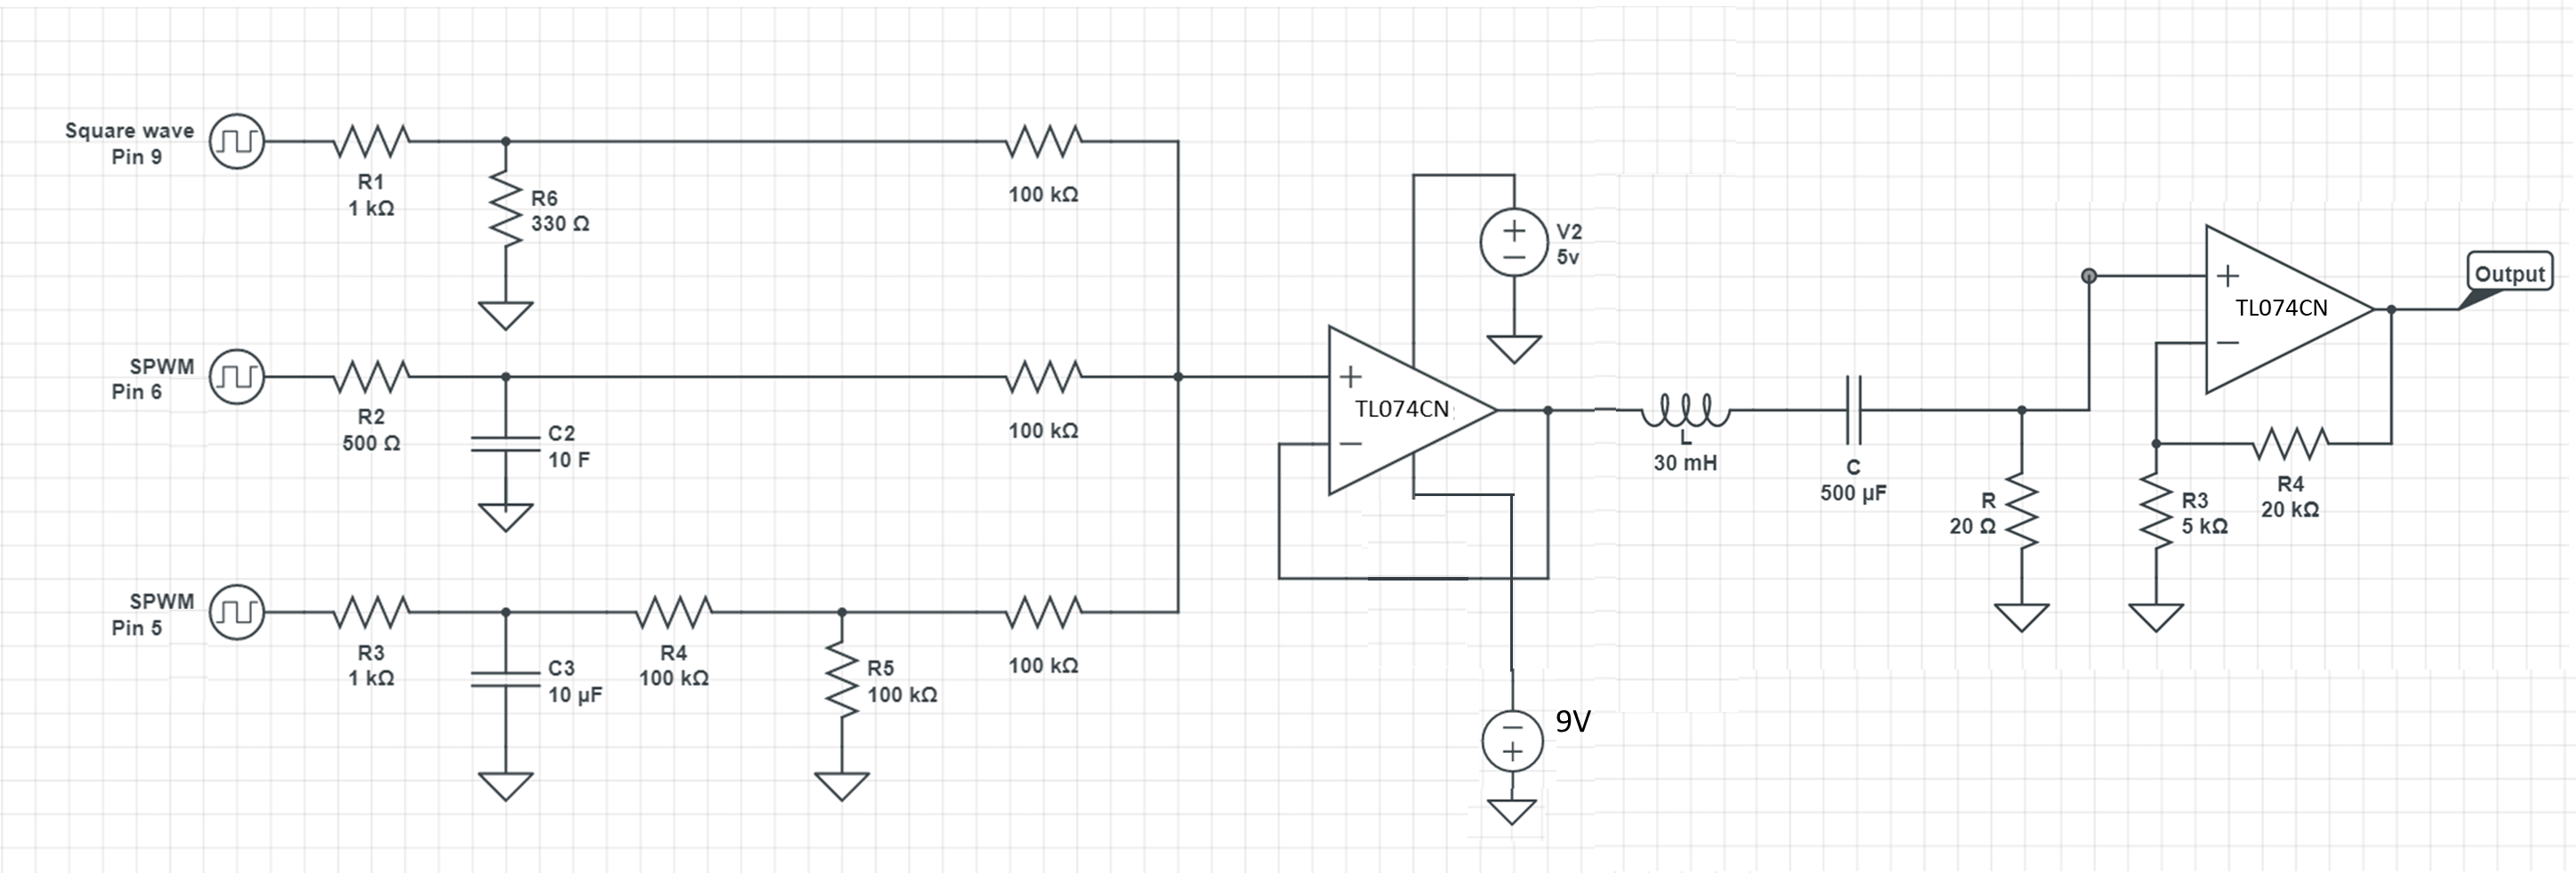 Square wave
Pin 9
R1
1 kΩ
R6
330 Ω
100 kΩ
SPWM
Pin 6
R2
500 Ω
C2
10 F
100 kΩ
SPWM
Pin 5
R3
1 kΩ
C3
10 µF
R4
100 kΩ
R5
100 kΩ
100 kΩ
+
TL074CN
−
+
−
V2
5v
−
+
9V
L
30 mH
C
500 µF
R
20 Ω
+
TL074CN
−
R3
5 kΩ
R4
20 kΩ
Output